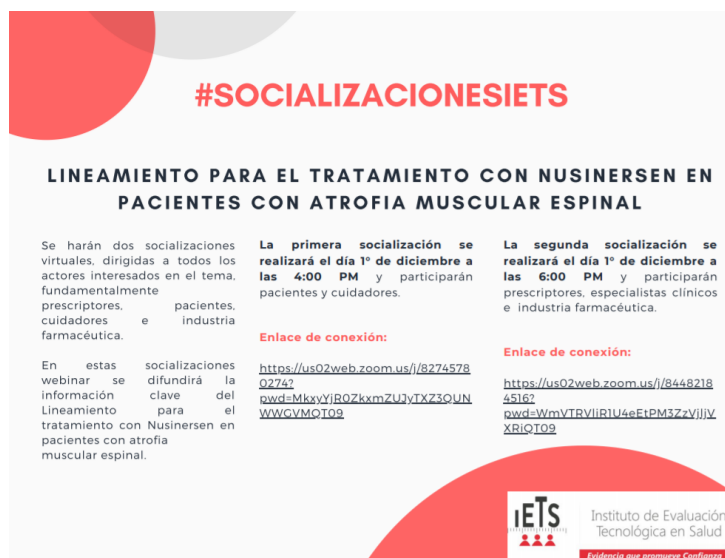 #SOCIALIZACIONESIETS
LINEAMIENTO PARA EL TRATAMIENTO CON NUSINERSEN EN
PACIENTES CON ATROFIA MUSCULAR ESPINAL
Se harán dos socializaciones
virtuales, dirigidas a todos los
actores interesados en el tema,
fundamentalmente
prescriptores, pacientes,
cuidadores e industria
farmacéutica.
En estas socializaciones
webinar se difundirá la
información clave del
Lineamiento para el
tratamiento con Nusinersen en
pacientes con atrofia
muscular espinal.
La primera socialización se
realizará el día 1° de diciembre a
las 4:00 PM y participarán
pacientes y cuidadores.
Enlace de conexión:
https://us02web.zoom.us/j/8274578
0274?
pwd=MkxyYjR0ZkxmZUJyTXZ3QUN
WWGVMQT09
La segunda socialización se
realizará el día 1° de diciembre a
las 6:00 PM y participarán
prescriptores, especialistas clínicos
e industria farmacéutica.
Enlace de conexión:
https://us02web.zoom.us/j/8448218
4516?
pwd=WmVTRVliR1U4eEtPM3ZzVjljV
XRiQT09
iETS
Instituto de Evaluación
Tecnológica en Salud
Evidencia que promueve Confianza